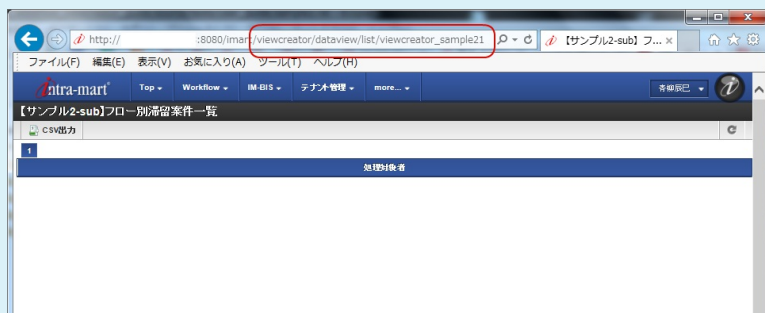 http:// :8080/imart/viewcreator/dataview/list/viewcreator_sample21
【サンプル2-sub】フ... ×
ファイル(F) 編集(E) 表示(V) お気に入り(A) ツール(T) ヘルプ(H)
intra-mart Top Workflow IM-BIS テナント管理 more... 青柳辰巳
【サンプル2-sub】フロー別滞留案件一覧
CSV出力
1
処理対象者